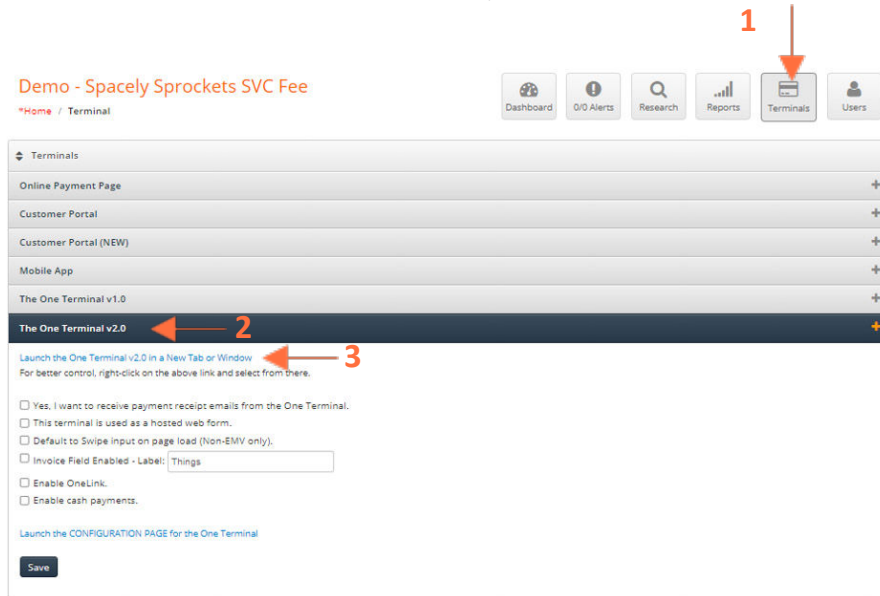 1
Demo - Spacely Sprockets SVC Fee
*Home / Terminal
Dashboard
0/0 Alerts
Research
Reports
Terminals
Users
Terminals
Online Payment Page
Customer Portal
Customer Portal (NEW)
Mobile App
The One Terminal v1.0
The One Terminal v2.0
2
Launch the One Terminal v2.0 in a New Tab or Window
3
For better control, right-click on the above link and select from there.
Yes, I want to receive payment receipt emails from the One Terminal.
This terminal is used as a hosted web form.
Default to Swipe input on page load (Non-EMV only).
Invoice Field Enabled - Label: Things
Enable OneLink.
Enable cash payments.
Launch the CONFIGURATION PAGE for the One Terminal
Save